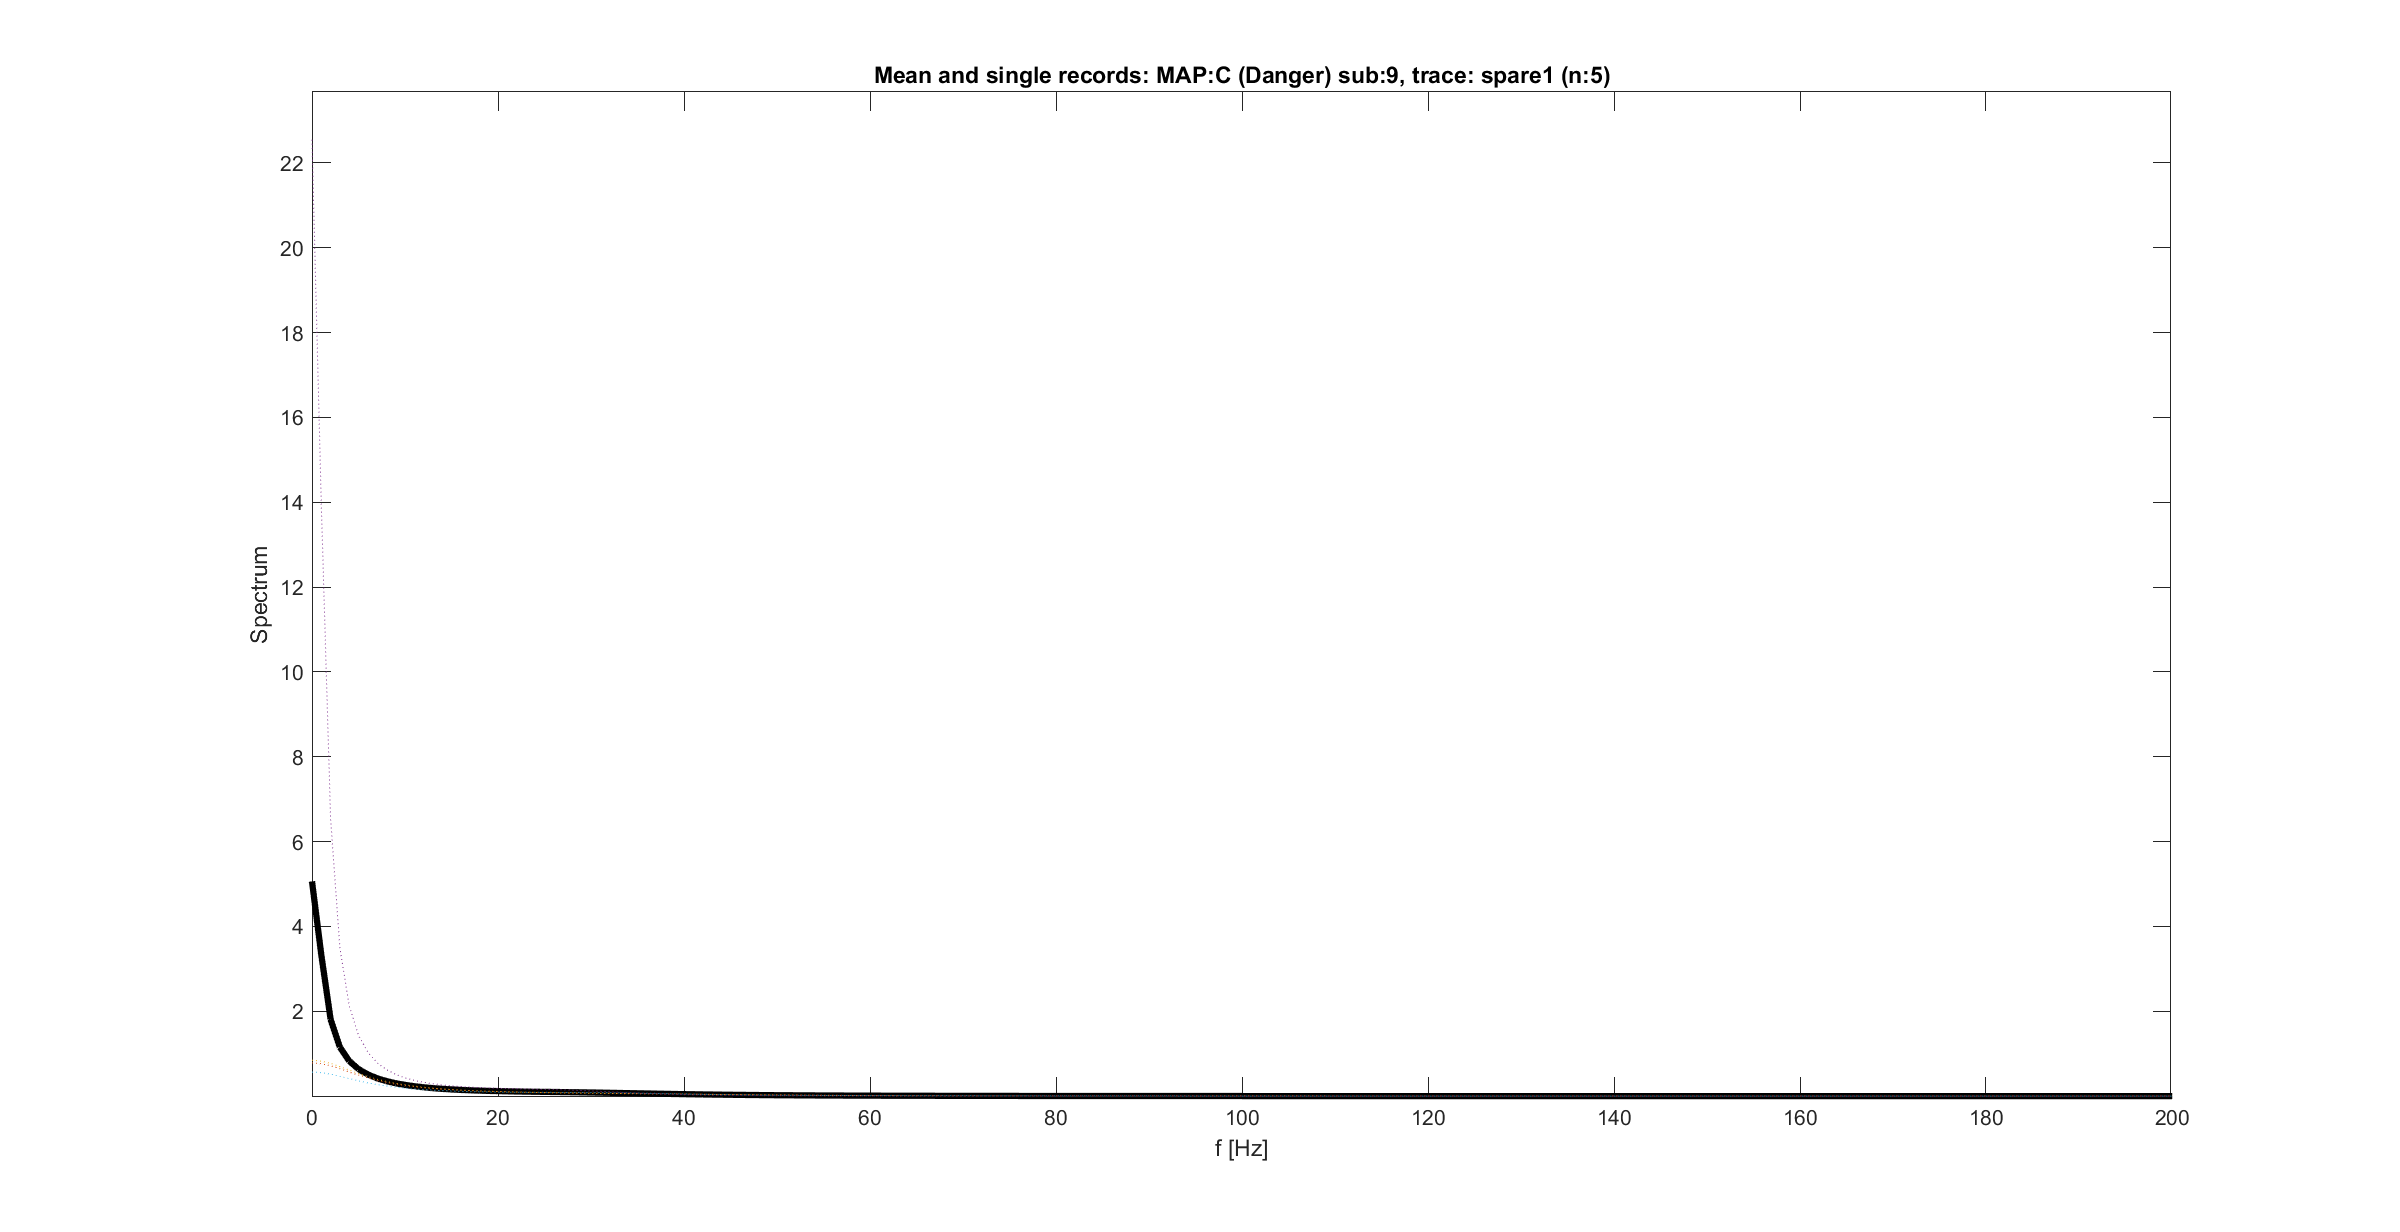 Mean and single records: MAP:C (Danger) sub:9, trace: spare1 (n:5)
22
20
18
16
14
12
10
8
6
4
2
Spectrum
0 20 40 60 80 100 120 140 160 180 200
f [Hz]